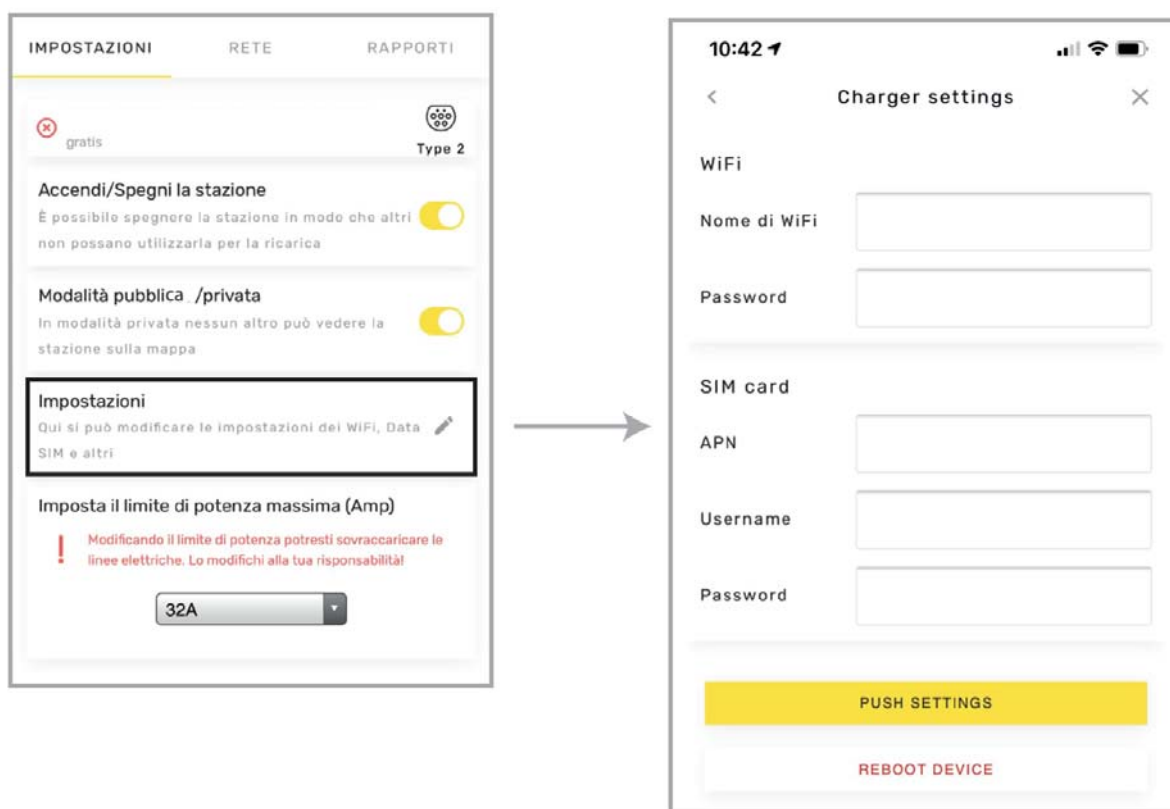 IMPOSTAZIONI RETE RAPPORTI
gratis
Type 2
Accendi/Spegni la stazione
È possibile spegnere la stazione in modo che altri
non possano utilizzarla per la ricarica
Modalità pubblica /privata
In modalità privata nessun altro può vedere la
stazione sulla mappa
Impostazioni
Qui si può modificare le impostazioni dei WiFi, Data
SIM e altri
Imposta il limite di potenza massima (Amp)
Modificando il limite di potenza potresti sovraccaricare le
linee elettriche. Lo modifichi alla tua risponsabilità!
32A
10:42
Charger settings
WiFi
Nome di WiFi
Password
SIM card
APN
Username
Password
PUSH SETTINGS
REBOOT DEVICE